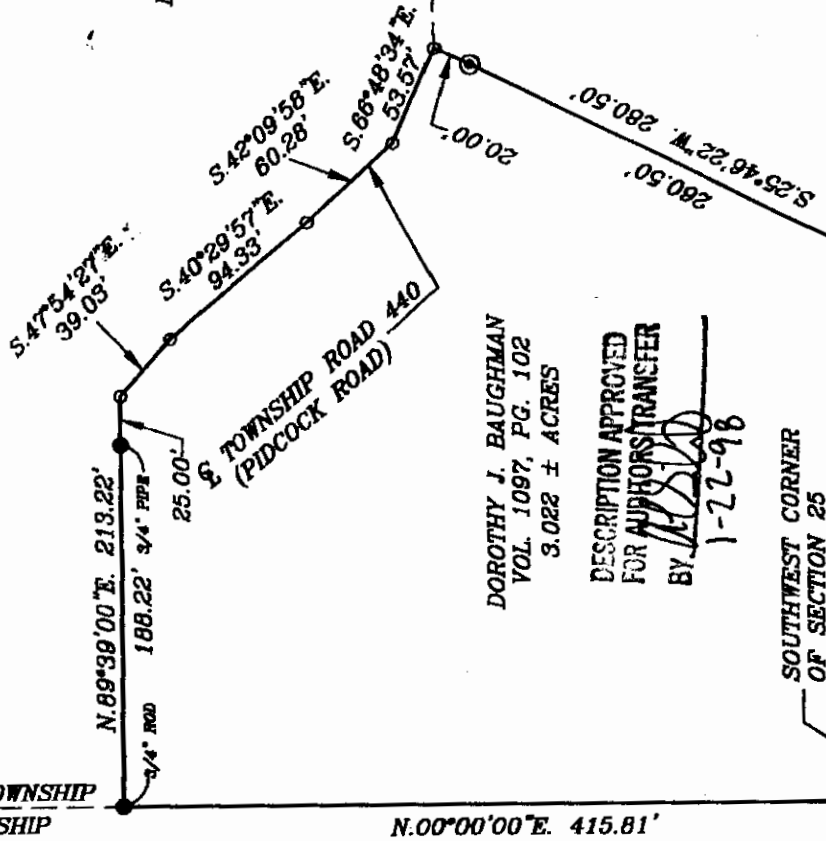 S.47°54'27"E.
39.03'
S.40°29'57"E.
94.33'
S.42°09'58"E.
60.28'
S.66°48'34"E.
53.57'
20.00'
S.25°46'22"W. 280.50'
260.50'
℄ TOWNSHIP ROAD 440
(PIDCOCK ROAD)
25.00'
N.89°39'00"E. 213.22'
188.22' 3/4" PIPE
3/4" ROD
DOROTHY J. BAUGHMAN
VOL. 1097, PG. 102
3.022 ± ACRES
DESCRIPTION APPROVED
FOR AUDITORS TRANSFER
BY
1-22-98
SOUTHWEST CORNER
OF SECTION 25
OWNSHIP
SHIP
N.00°00'00"E. 415.81'